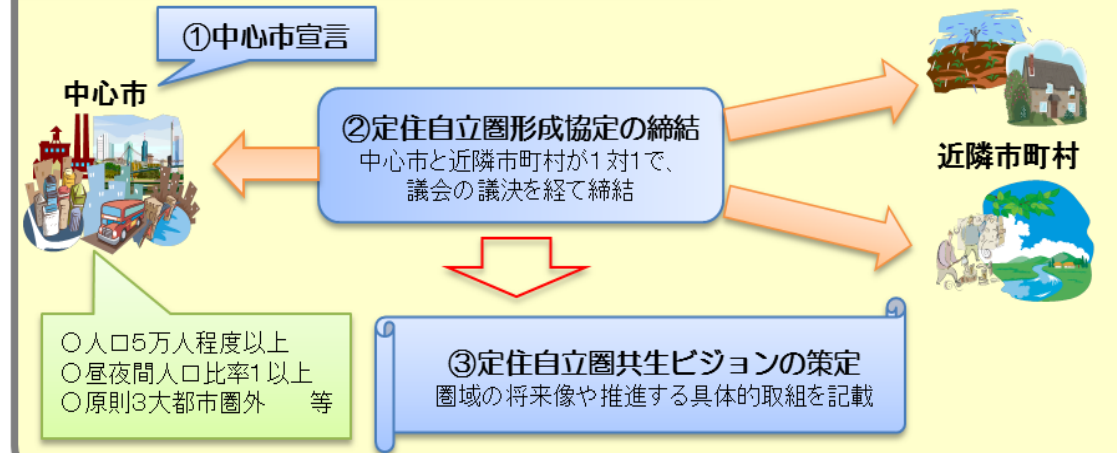 ①中心市宣言
中心市
②定住自立圏形成協定の締結
中心市と近隣市町村が1対1で、
議会の議決を経て締結
近隣市町村
○人口5万人程度以上
○昼夜間人口比率1以上
○原則3大都市圏外　等
③定住自立圏共生ビジョンの策定
圏域の将来像や推進する具体的取組を記載